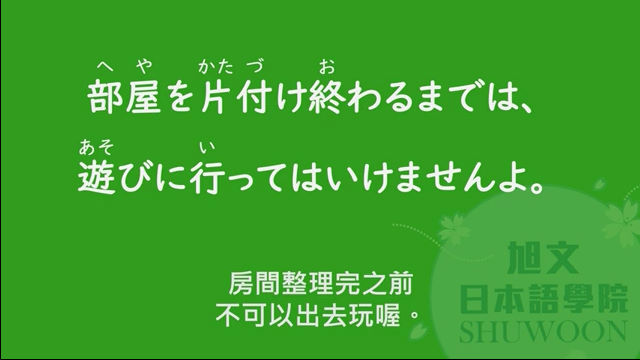 へ や かた づ お
部屋を片付け終わるまでは、
あそ い
遊びに行ってはいけませんよ。
房間整理完之前
不可以出去玩喔。
旭文
日本語學院
SHUWOON